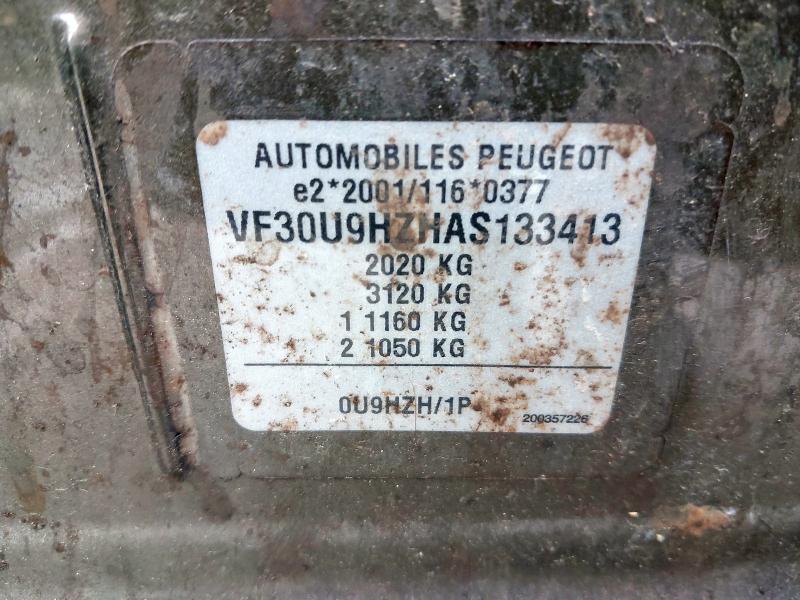 AUTOMOBILES PEUGEOT
e2*2001/116*0377
VF30U9HZHAS133413
2020 KG
3120 KG
1 1160 KG
2 1050 KG
0U9HZH/1P
200357226